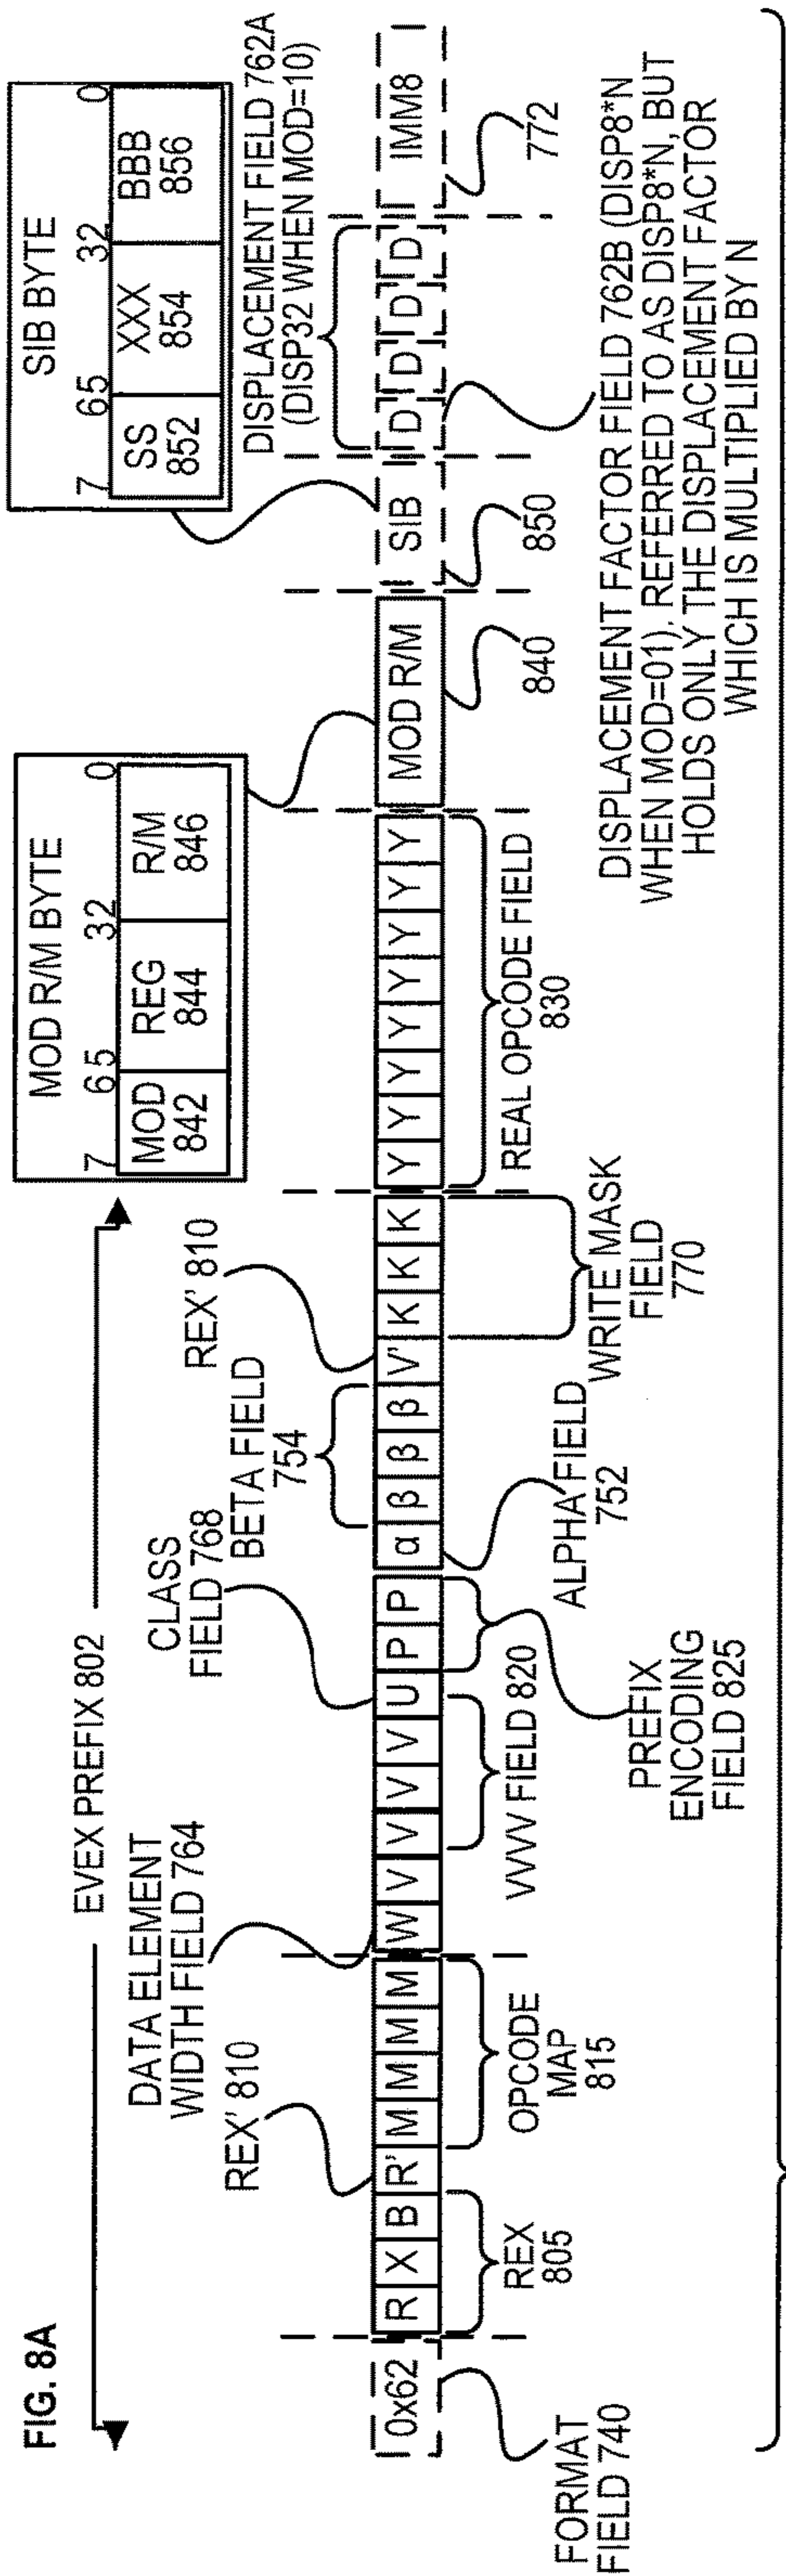 FIG. 8A
EVEX PREFIX 802
MOD R/M BYTE
7 6 5 3 2 0
MOD REG R/M
842 844 846
SIB BYTE
7 6 5 3 2 0
SS XXX BBB
852 854 856
DATA ELEMENT
WIDTH FIELD 764
REX' 810
CLASS
FIELD 768
BETA FIELD
754
REX' 810
DISPLACEMENT FIELD 762A
(DISP32 WHEN MOD=10)
0x62 R X B R' M M M M W V V V V U P P α β β β V' K K K Y Y Y Y Y Y Y Y MOD R/M SIB D D D D IMM8
FORMAT
FIELD 740
REX
805
OPCODE
MAP
815
VVVV FIELD 820
PREFIX
ENCODING
FIELD 825
ALPHA FIELD
752
WRITE MASK
FIELD
770
REAL OPCODE FIELD
830
840
850
772
DISPLACEMENT FACTOR FIELD 762B (DISP8*N
WHEN MOD=01), REFERRED TO AS DISP8*N, BUT
HOLDS ONLY THE DISPLACEMENT FACTOR
WHICH IS MULTIPLIED BY N